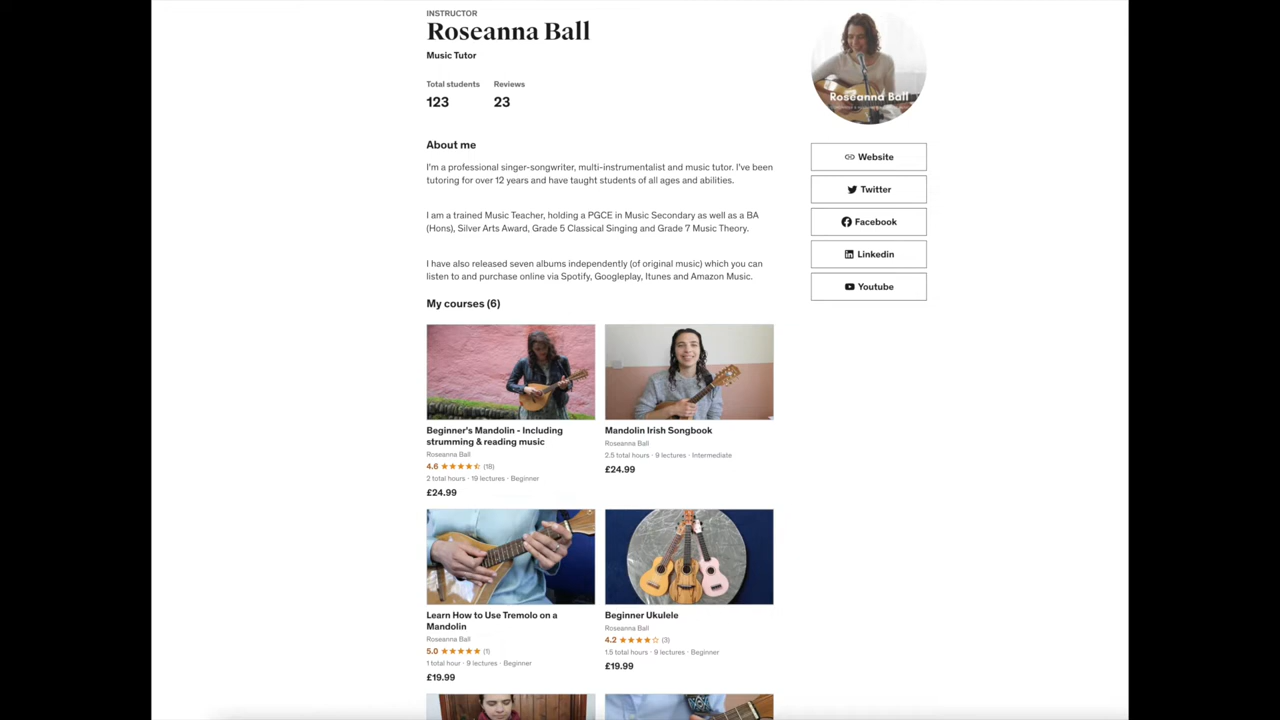 INSTRUCTOR
Roseanna Ball
Music Tutor
Total students
Reviews
123
23
About me
I'm a professional singer-songwriter, multi-instrumentalist and music tutor. I've been
tutoring for over 12 years and have taught students of all ages and abilities.
I am a trained Music Teacher, holding a PGCE in Music Secondary as well as a BA
(Hons), Silver Arts Award, Grade 5 Classical Singing and Grade 7 Music Theory.
I have also released seven albums independently (of original music) which you can
listen to and purchase online via Spotify, Googleplay, Itunes and Amazon Music.
My courses (6)
Beginner's Mandolin - Including
strumming & reading music
Roseanna Ball
4.6 (18)
2 total hours · 19 lectures · Beginner
£24.99
Mandolin Irish Songbook
Roseanna Ball
2.5 total hours · 9 lectures · Intermediate
£24.99
Learn How to Use Tremolo on a
Mandolin
Roseanna Ball
5.0 (1)
1 total hour · 9 lectures · Beginner
£19.99
Beginner Ukulele
Roseanna Ball
4.2 (3)
1.5 total hours · 9 lectures · Beginner
£19.99
Roseanna Ball
Website
Twitter
Facebook
Linkedin
Youtube